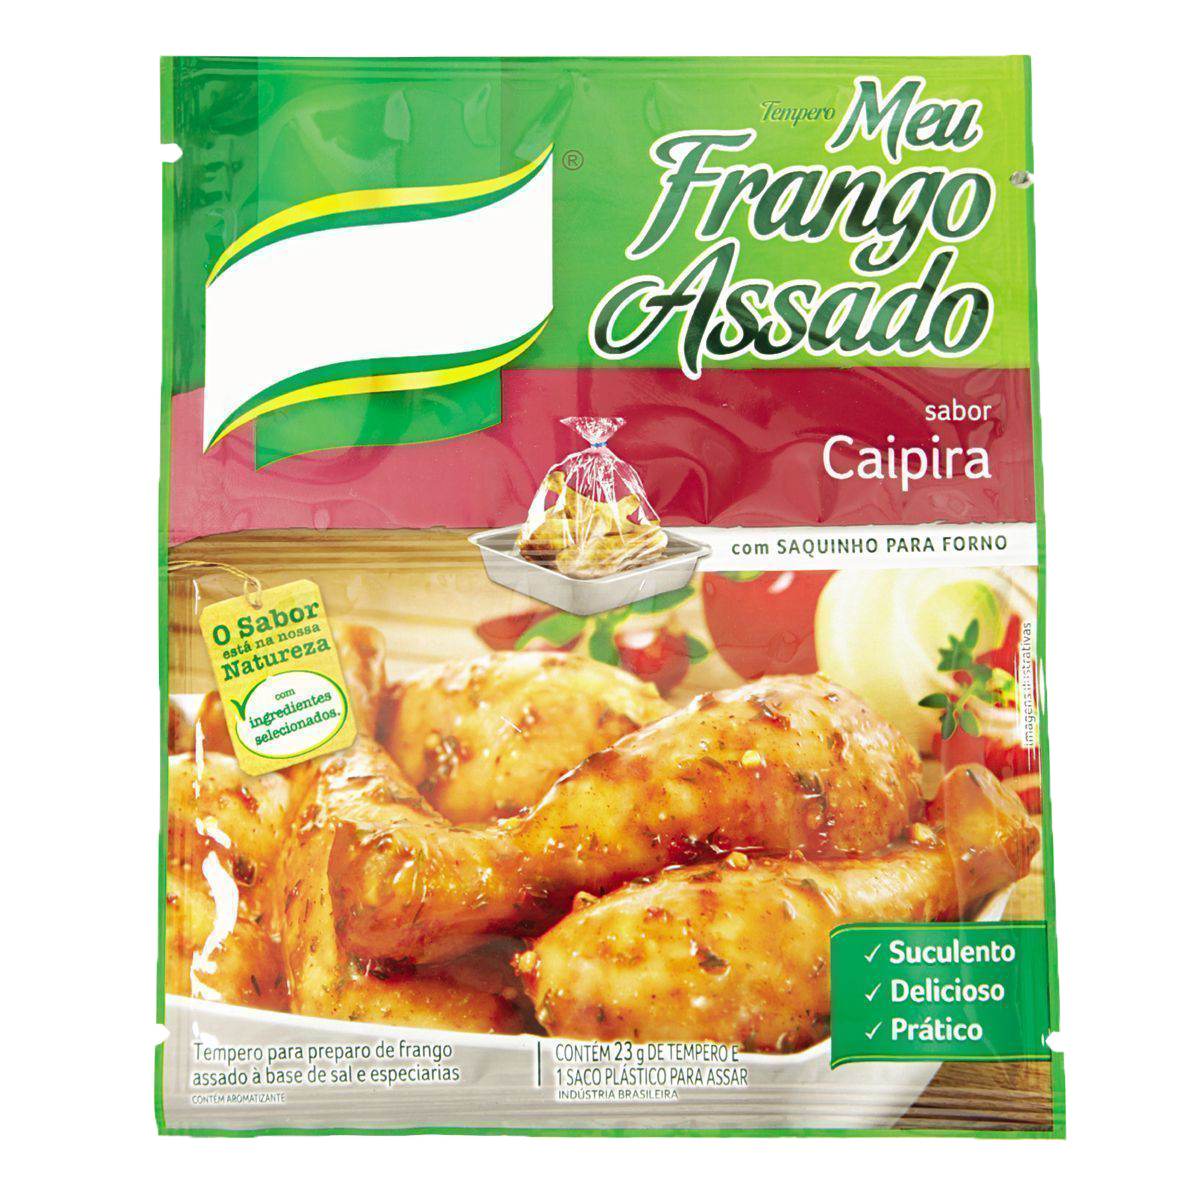 ®
Tempero Meu
Frango
Assado
sabor
Caipira
com SAQUINHO PARA FORNO
O Sabor
está na nossa
Natureza
com
ingredientes
selecionados.
imagens ilustrativas
✓ Suculento
✓ Delicioso
✓ Prático
Tempero para preparo de frango
assado à base de sal e especiarias
CONTÉM AROMATIZANTE
CONTÉM 23 g DE TEMPERO E
1 SACO PLÁSTICO PARA ASSAR
INDÚSTRIA BRASILEIRA